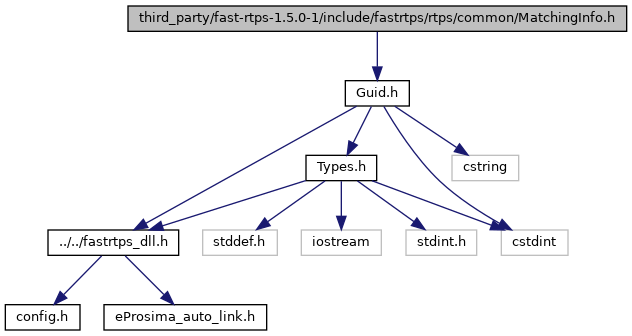 third_party/fast-rtps-1.5.0-1/include/fastrtps/rtps/common/MatchingInfo.h
Guid.h
Types.h
cstring
../../fastrtps_dll.h
stddef.h
iostream
stdint.h
cstdint
config.h
eProsima_auto_link.h